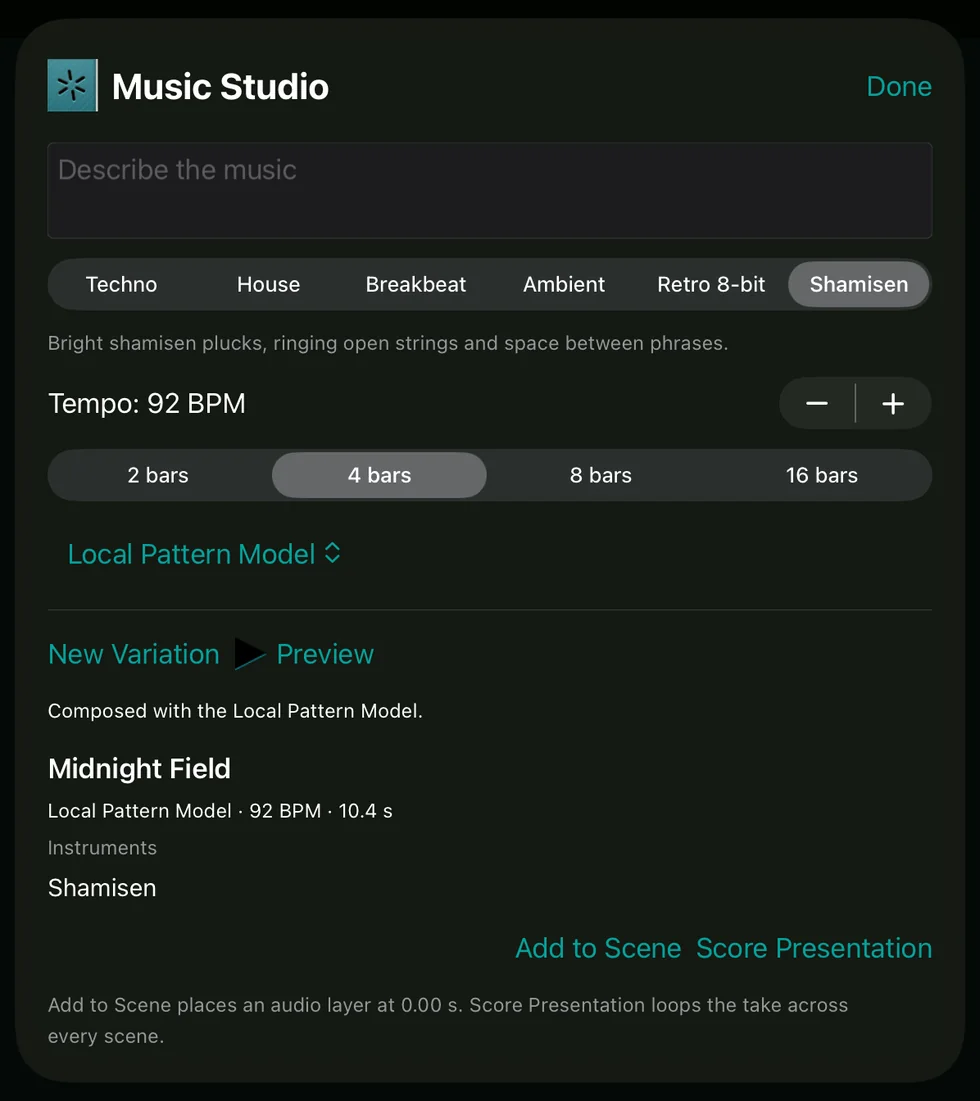 Music Studio
Done
Describe the music
Techno House Breakbeat Ambient Retro 8-bit Shamisen
Bright shamisen plucks, ringing open strings and space between phrases.
Tempo: 92 BPM
2 bars 4 bars 8 bars 16 bars
Local Pattern Model
New Variation Preview
Composed with the Local Pattern Model.
Midnight Field
Local Pattern Model · 92 BPM · 10.4 s
Instruments
Shamisen
Add to Scene Score Presentation
Add to Scene places an audio layer at 0.00 s. Score Presentation loops the take across
every scene.